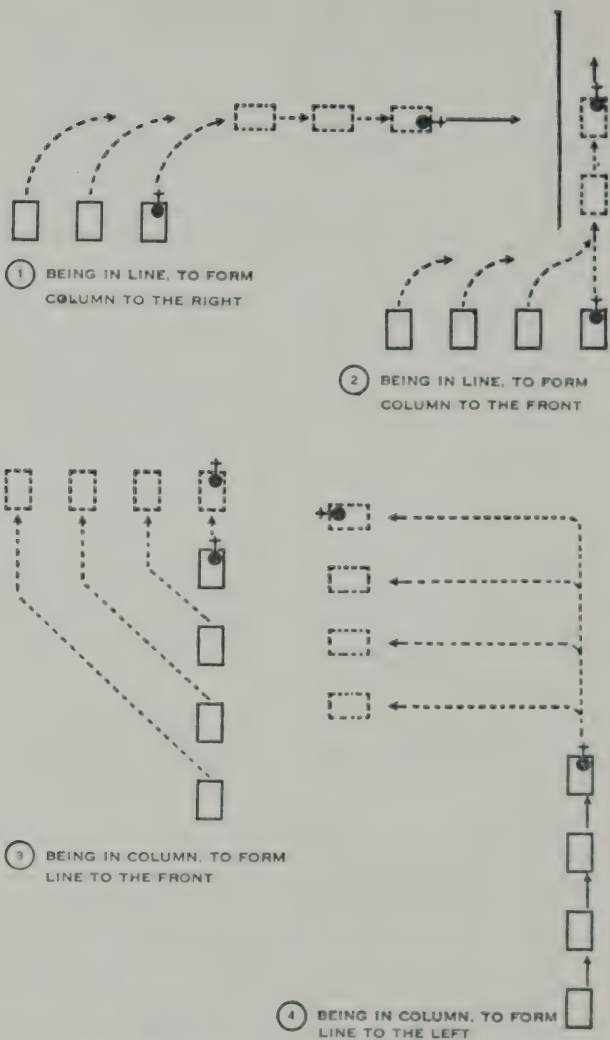 1 BEING IN LINE, TO FORM
COLUMN TO THE RIGHT
2 BEING IN LINE, TO FORM
COLUMN TO THE FRONT
3 BEING IN COLUMN, TO FORM
LINE TO THE FRONT
4 BEING IN COLUMN, TO FORM
LINE TO THE LEFT